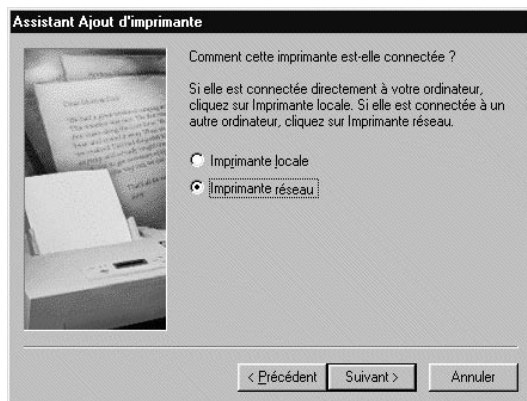 Assistant Ajout d'imprimante
Comment cette imprimante est-elle connectée ?
Si elle est connectée directement à votre ordinateur,
cliquez sur Imprimante locale. Si elle est connectée à un
autre ordinateur, cliquez sur Imprimante réseau.
Imprimante locale
Imprimante réseau
< Précédent
Suivant >
Annuler